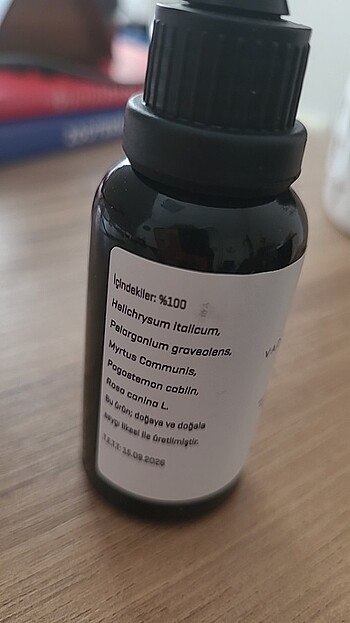 İçindekiler: %100
Helichrysum Italicum,
Pelargonium graveolens,
Myrtus Communis,
Pogostemon cablin,
Rosa canina L.
Bu ürün; doğaya ve doğala
saygı ilkesi ile üretilmiştir.
T.E.T.T: 15.09.2026